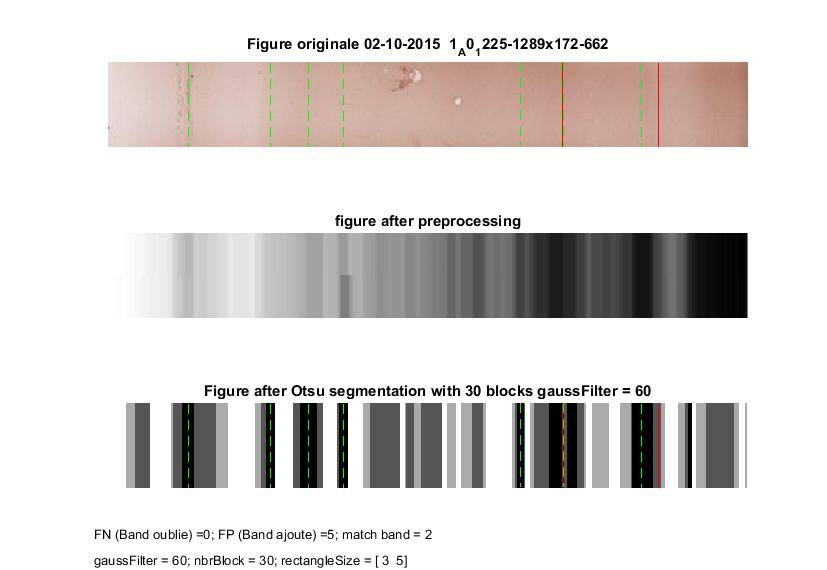 Figure originale 02-10-2015 1A01225-1289x172-662
figure after preprocessing
Figure after Otsu segmentation with 30 blocks gaussFilter = 60
FN (Band oublie) =0; FP (Band ajoute) =5; match band = 2
gaussFilter = 60; nbrBlock = 30; rectangleSize = [ 3 5]